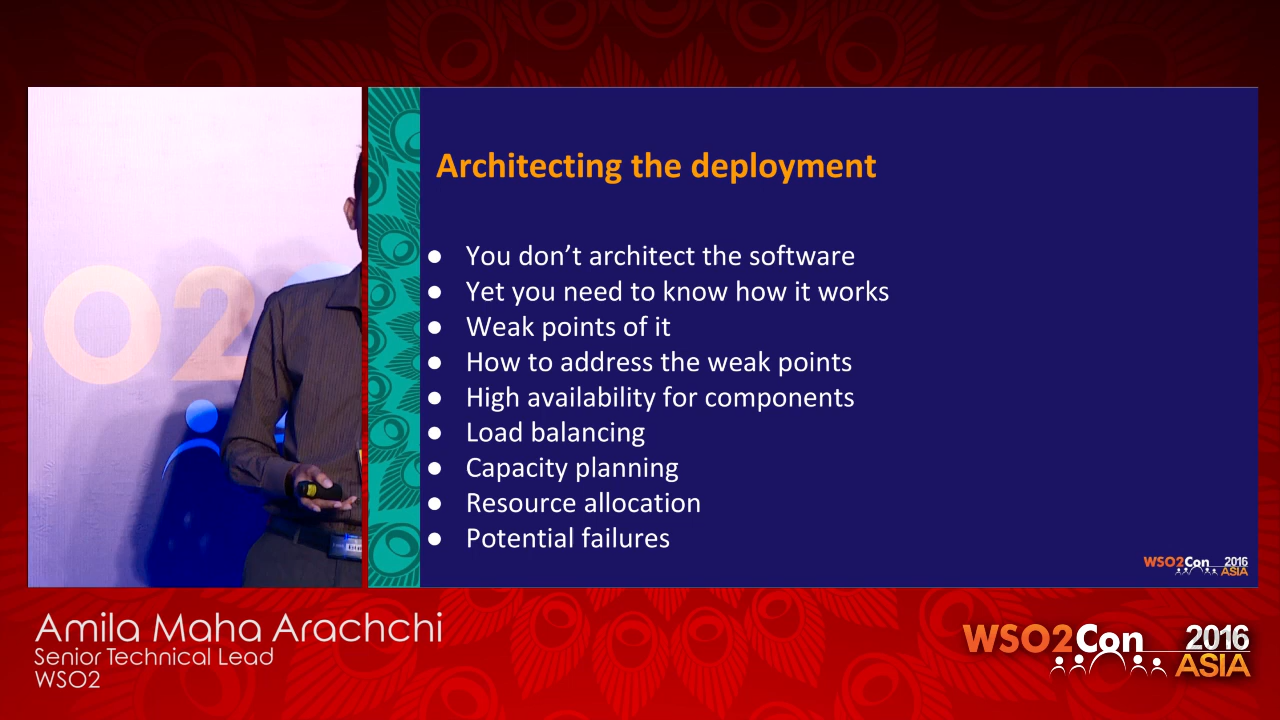 Architecting the deployment
● You don't architect the software
● Yet you need to know how it works
● Weak points of it
● How to address the weak points
● High availability for components
● Load balancing
● Capacity planning
● Resource allocation
● Potential failures
WSO2Con 2016
ASIA
SO2
Amila Maha Arachchi
Senior Technical Lead
WSO2
WSO2Con 2016
ASIA